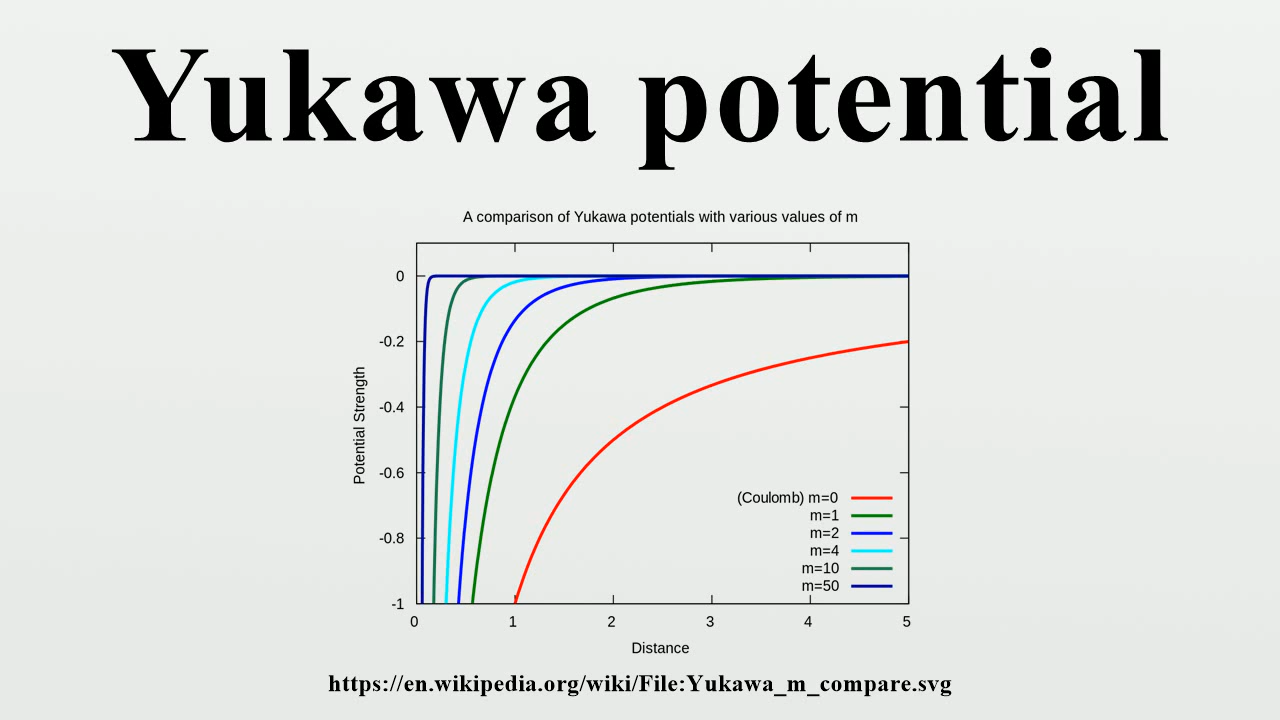 Yukawa potential
A comparison of Yukawa potentials with various values of m
0
-0.2
-0.4
-0.6
-0.8
-1
Potential Strength
(Coulomb) m=0
m=1
m=2
m=4
m=10
m=50
0 1 2 3 4 5
Distance
https://en.wikipedia.org/wiki/File:Yukawa_m_compare.svg